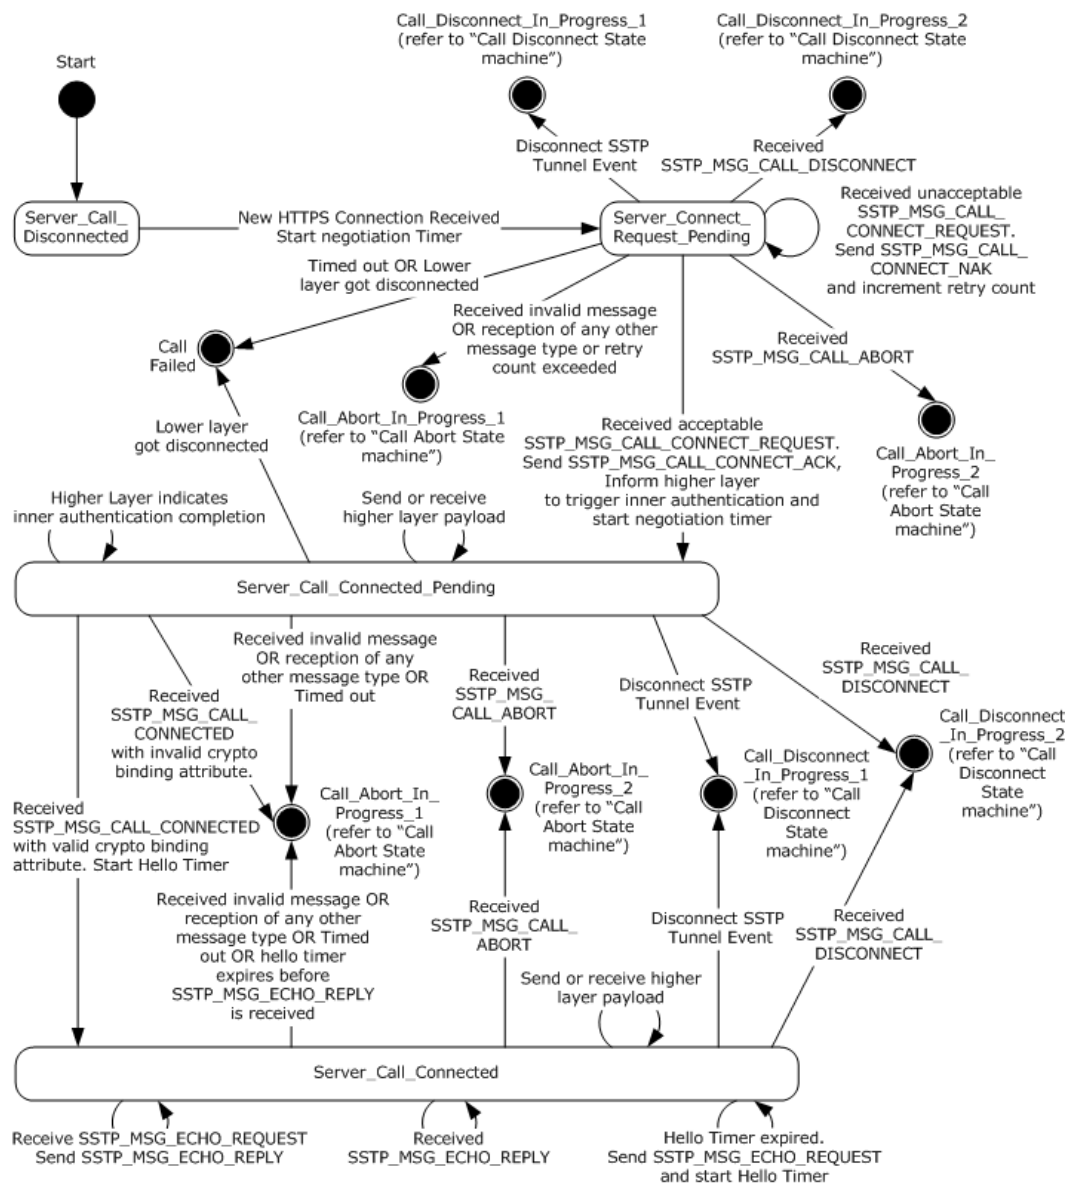 Call_Disconnect_In_Progress_1
(refer to “Call Disconnect State
machine”)
Call_Disconnect_In_Progress_2
(refer to “Call Disconnect State
machine”)
Start
Disconnect SSTP
Tunnel Event
Received
SSTP_MSG_CALL_DISCONNECT
Server_Call_
Disconnected
New HTTPS Connection Received
Start negotiation Timer
Server_Connect_
Request_Pending
Received unacceptable
SSTP_MSG_CALL_
CONNECT_REQUEST.
Send SSTP_MSG_CALL_
CONNECT_NAK
and increment retry count
Timed out OR Lower
layer got disconnected
Received invalid message
OR reception of any other
message type or retry
count exceeded
Received
SSTP_MSG_CALL_ABORT
Call
Failed
Call_Abort_In_Progress_1
(refer to “Call Abort State
machine”)
Lower layer
got disconnected
Received acceptable
SSTP_MSG_CALL_CONNECT_REQUEST.
Send SSTP_MSG_CALL_CONNECT_ACK,
Inform higher layer
to trigger inner authentication and
start negotiation timer
Call_Abort_In_
Progress_2
(refer to “Call
Abort State
machine”)
Higher Layer indicates
inner authentication completion
Send or receive
higher layer payload
Server_Call_Connected_Pending
Received
SSTP_MSG_CALL_
CONNECTED
with invalid crypto
binding attribute.
Received invalid message
OR reception of any
other message type OR
Timed out
Received
SSTP_MSG_
CALL_ABORT
Disconnect SSTP
Tunnel Event
Received
SSTP_MSG_CALL_
DISCONNECT
Call_Disconnect
_In_Progress_2
(refer to “Call
Disconnect
State
machine”)
Received
SSTP_MSG_CALL_CONNECTED
with valid crypto binding
attribute. Start Hello Timer
Call_Abort_In_
Progress_1
(refer to “Call
Abort State
machine”)
Call_Abort_In_
Progress_2
(refer to “Call
Abort State
machine”)
Call_Disconnect
_In_Progress_1
(refer to “Call
Disconnect
State
machine”)
Received invalid message OR
reception of any other
message type OR Timed
out OR hello timer
expires before
SSTP_MSG_ECHO_REPLY
is received
Received
SSTP_MSG_CALL_
ABORT
Disconnect SSTP
Tunnel Event
Received
SSTP_MSG_CALL_
DISCONNECT
Send or receive higher
layer payload
Server_Call_Connected
Receive SSTP_MSG_ECHO_REQUEST
Send SSTP_MSG_ECHO_REPLY
Received
SSTP_MSG_ECHO_REPLY
Hello Timer expired.
Send SSTP_MSG_ECHO_REQUEST
and start Hello Timer